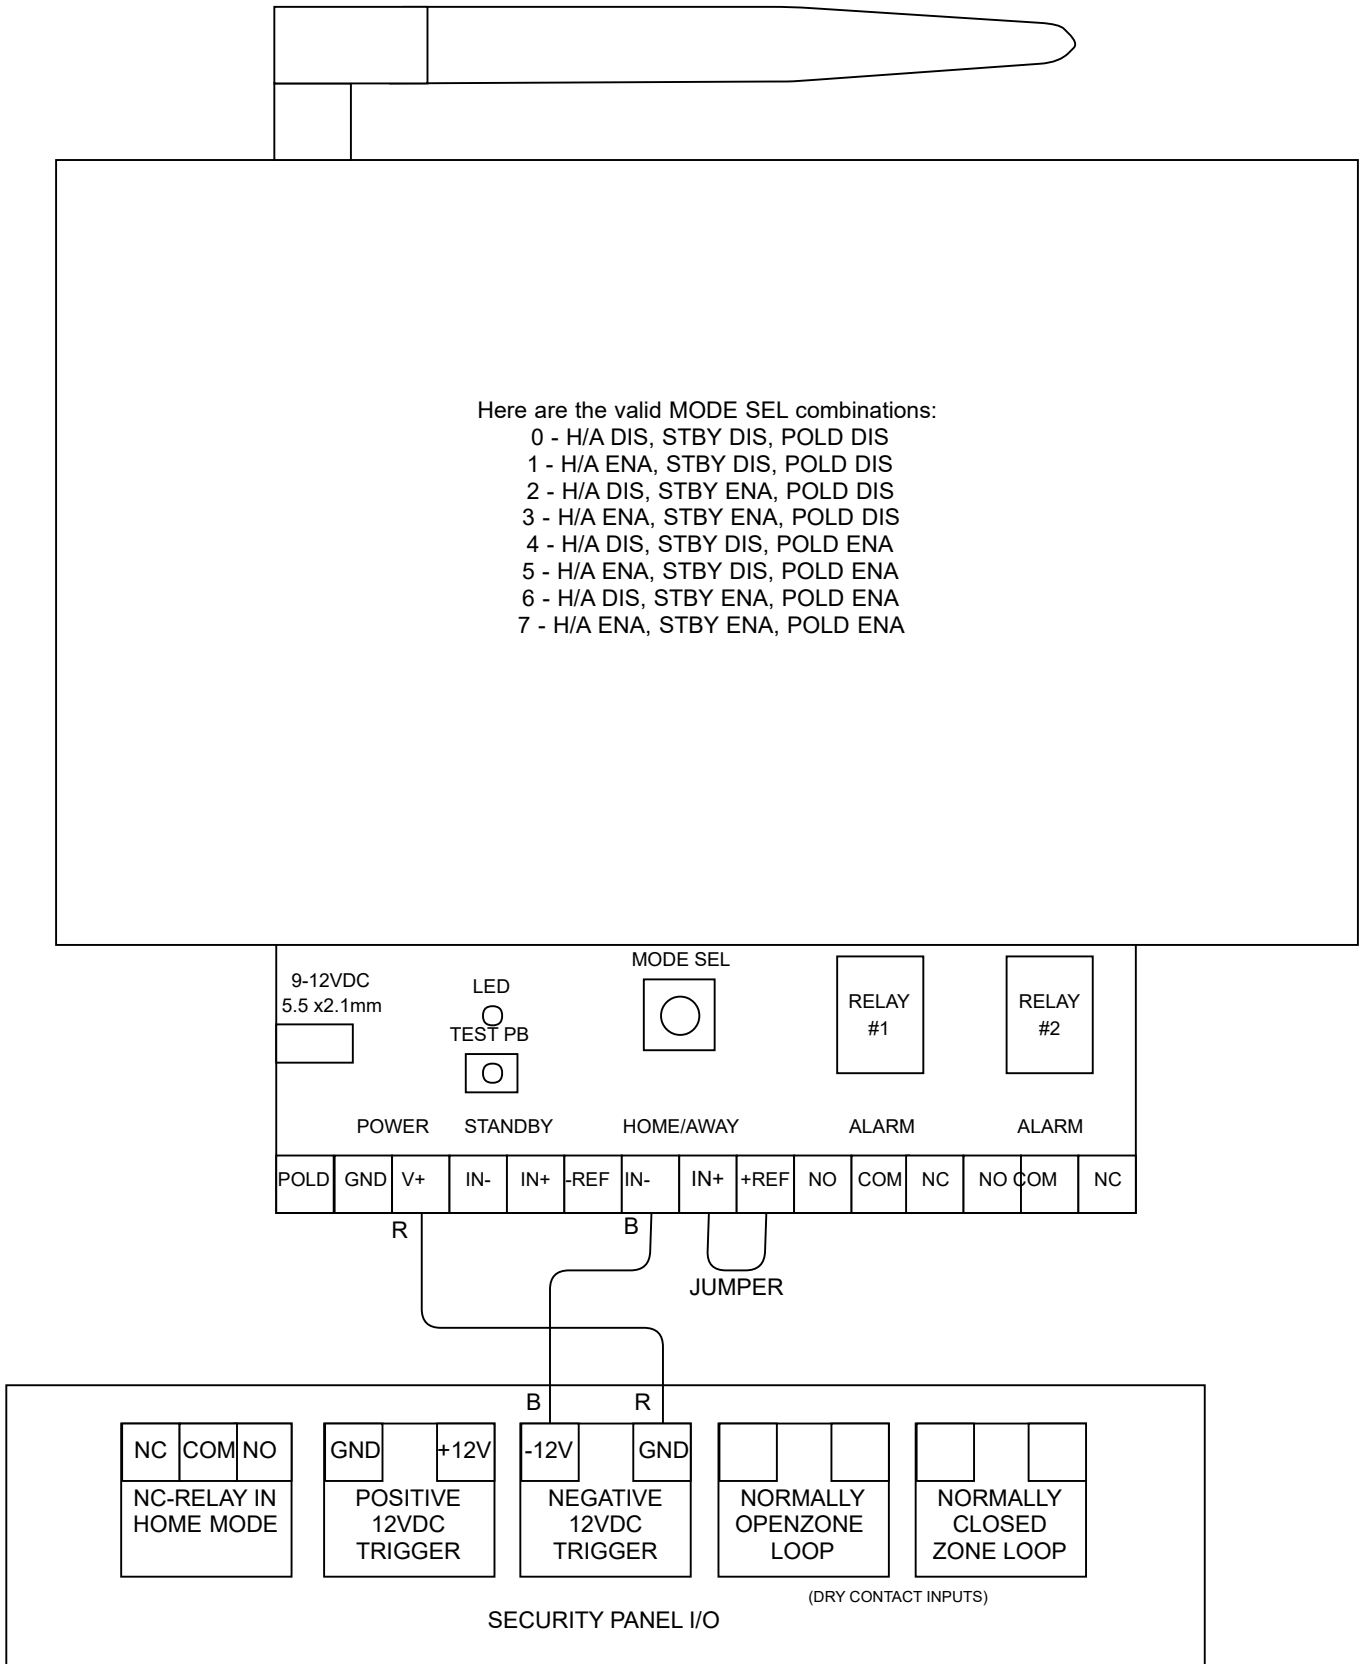 Here are the valid MODE SEL combinations:
0 - H/A DIS, STBY DIS, POLD DIS
1 - H/A ENA, STBY DIS, POLD DIS
2 - H/A DIS, STBY ENA, POLD DIS
3 - H/A ENA, STBY ENA, POLD DIS
4 - H/A DIS, STBY DIS, POLD ENA
5 - H/A ENA, STBY DIS, POLD ENA
6 - H/A DIS, STBY ENA, POLD ENA
7 - H/A ENA, STBY ENA, POLD ENA
9-12VDC
5.5 x2.1mm
LED
TEST PB
MODE SEL
RELAY
#1
RELAY
#2
POWER STANDBY HOME/AWAY ALARM ALARM
POLD GND V+ IN- IN+ -REF IN- IN+ +REF NO COM NC NO COM NC
R B
JUMPER
B R
NC COM NO
NC-RELAY IN
HOME MODE
GND +12V
POSITIVE
12VDC
TRIGGER
-12V GND
NEGATIVE
12VDC
TRIGGER
NORMALLY
OPENZONE
LOOP
NORMALLY
CLOSED
ZONE LOOP
(DRY CONTACT INPUTS)
SECURITY PANEL I/O